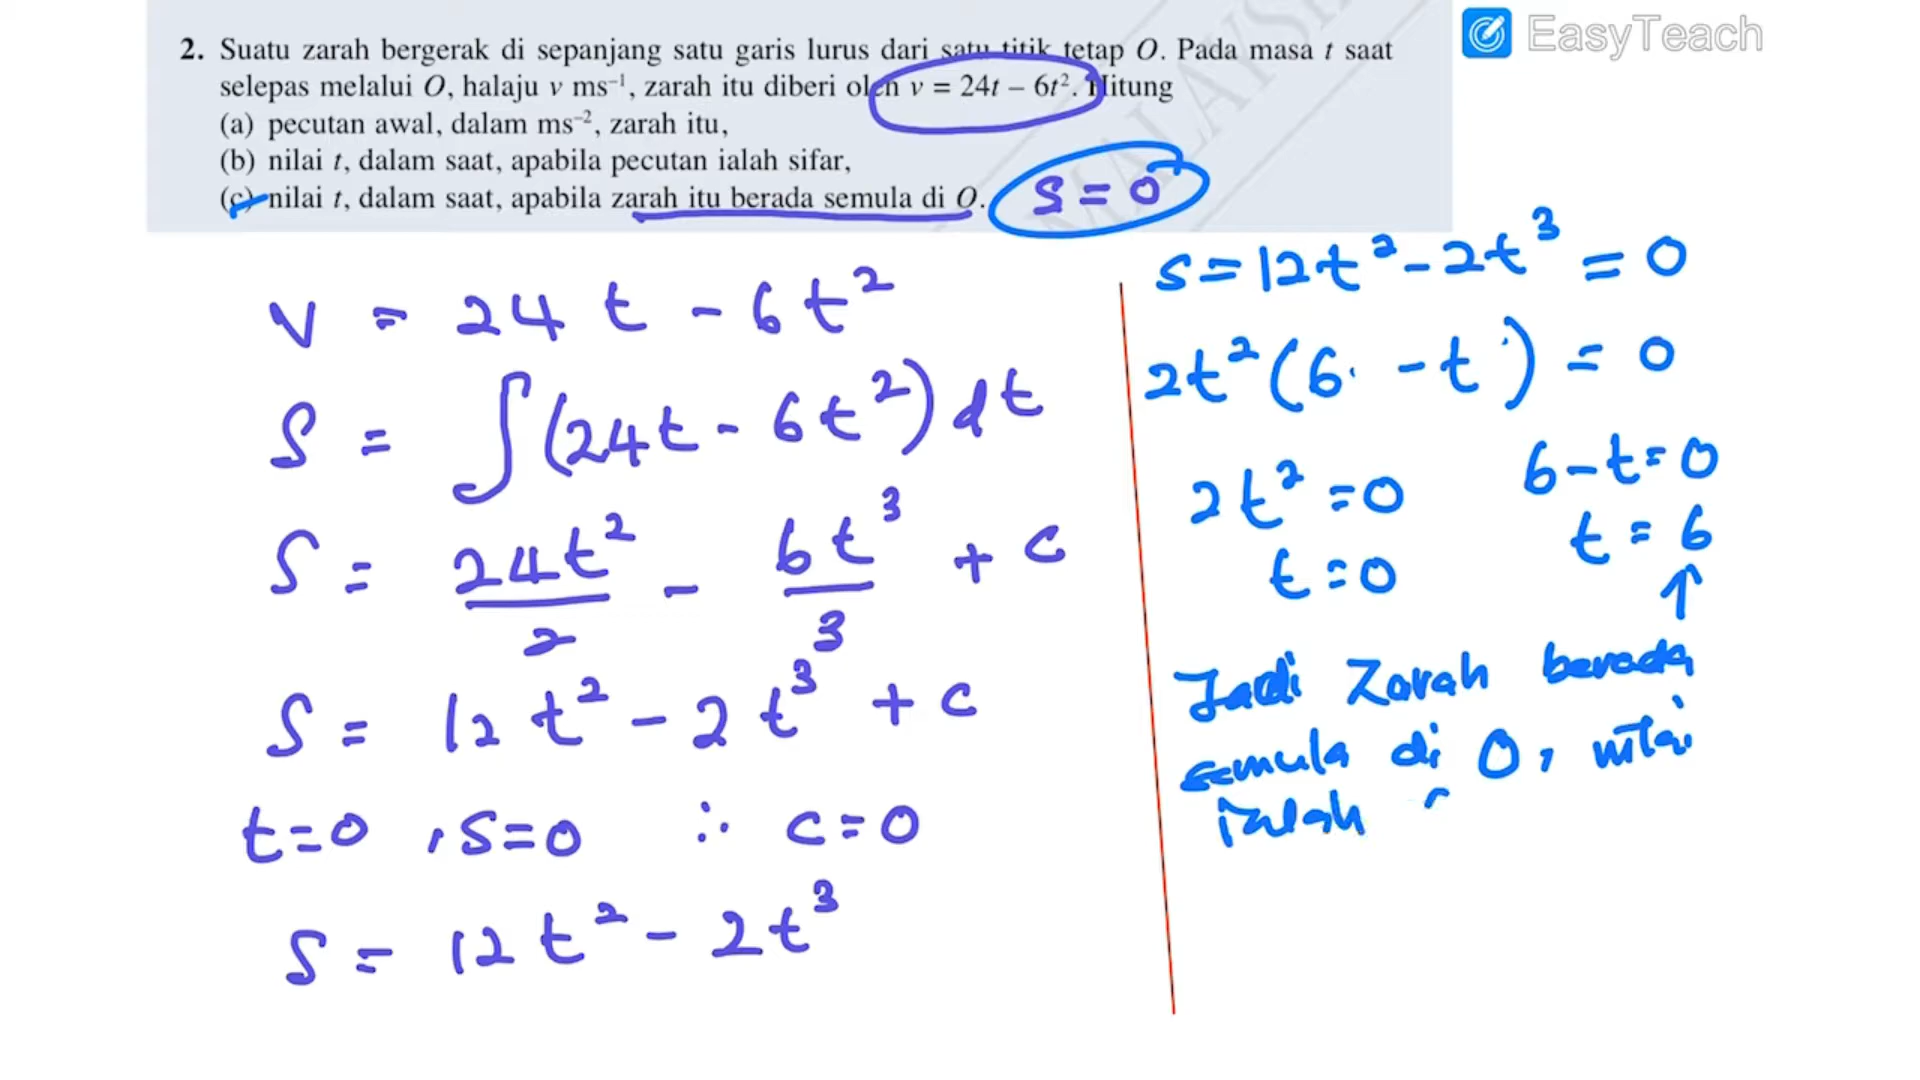 EasyTeach
2. Suatu zarah bergerak di sepanjang satu garis lurus dari satu titik tetap O. Pada masa t saat
selepas melalui O, halaju v ms⁻¹, zarah itu diberi oleh v = 24t – 6t². Hitung
(a) pecutan awal, dalam ms⁻², zarah itu,
(b) nilai t, dalam saat, apabila pecutan ialah sifar,
(c) nilai t, dalam saat, apabila zarah itu berada semula di O.
S = 0
V = 24t - 6t²
S = ∫(24t - 6t²)dt
S = 24t²/2 - 6t³/3 + c
S = 12t² - 2t³ + c
t=0, S=0 ∴ c=0
S = 12t² - 2t³
S = 12t² - 2t³ = 0
2t²(6 - t) = 0
2t² = 0 6-t=0
t=0 t=6
↑
Jadi zarah berada
semula di O, nilai
ialah